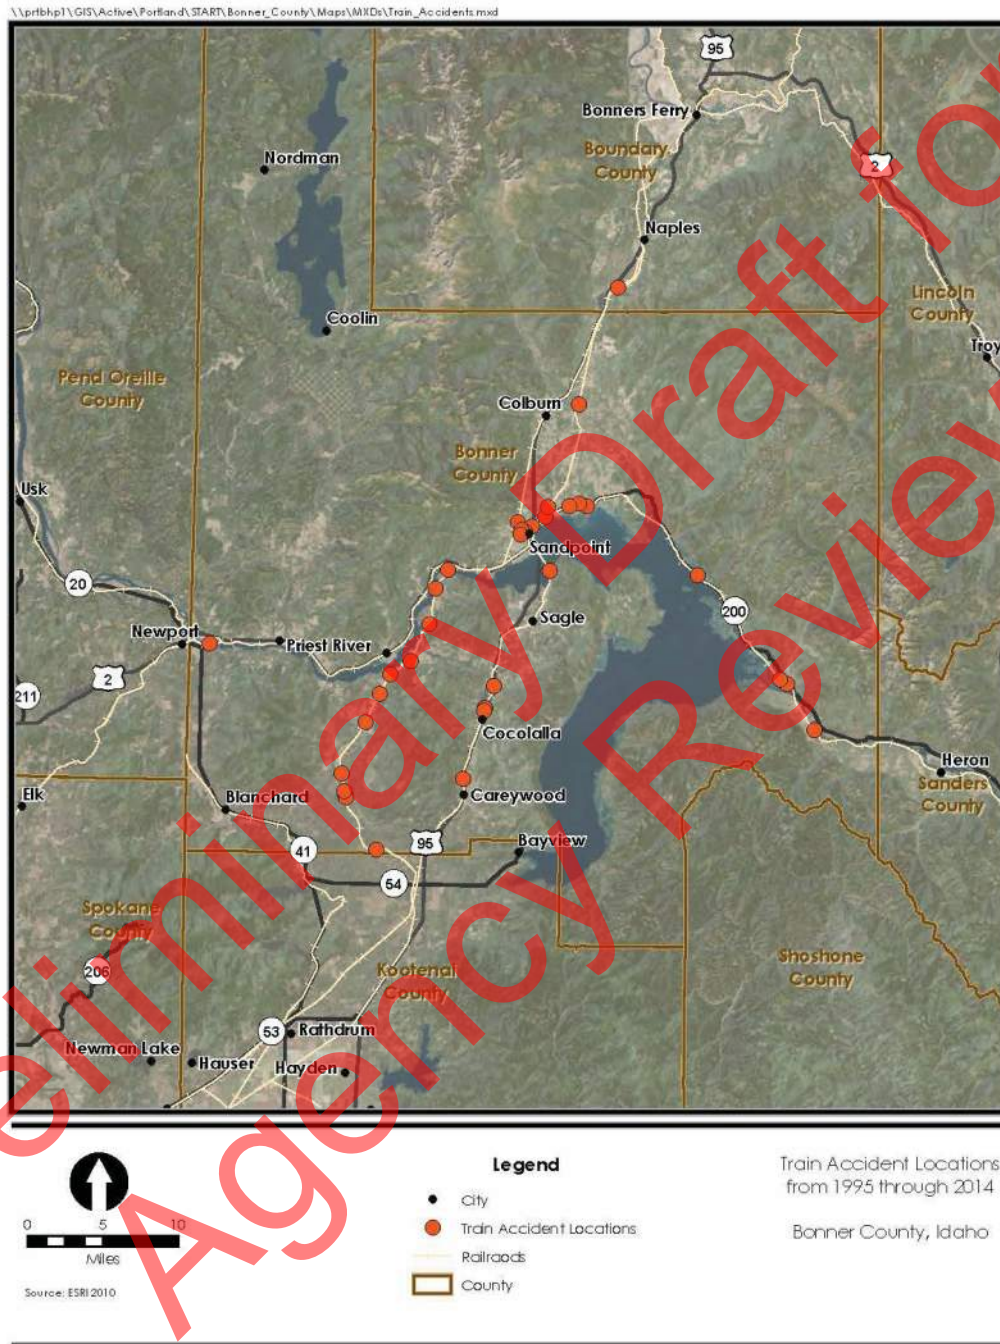 \\prtbhp1\GIS\Active\Portland\START\Bonner_County\Maps\MXDs\Train_Accidents.mxd
95
Bonners Ferry
Boundary
County
Nordman
2
Naples
Lincoln
County
Coolin
Troy
Pend Oreille
County
Colburn
Bonner
County
Usk
Sandpoint
20
200
Sagle
Newport
Priest River
2
211
Cocolalla
Heron
Sanders
County
Elk
Blanchard
Careywood
41
95
Bayview
54
Spokane
County
206
Kootenai
County
Shoshone
County
53
Rathdrum
Newman Lake
Hauser
Hayden
Preliminary Draft for
Agency Review
0 5 10
Miles
Source: ESRI 2010
Legend
City
Train Accident Locations
Railraods
County
Train Accident Locations
from 1995 through 2014
Bonner County, Idaho